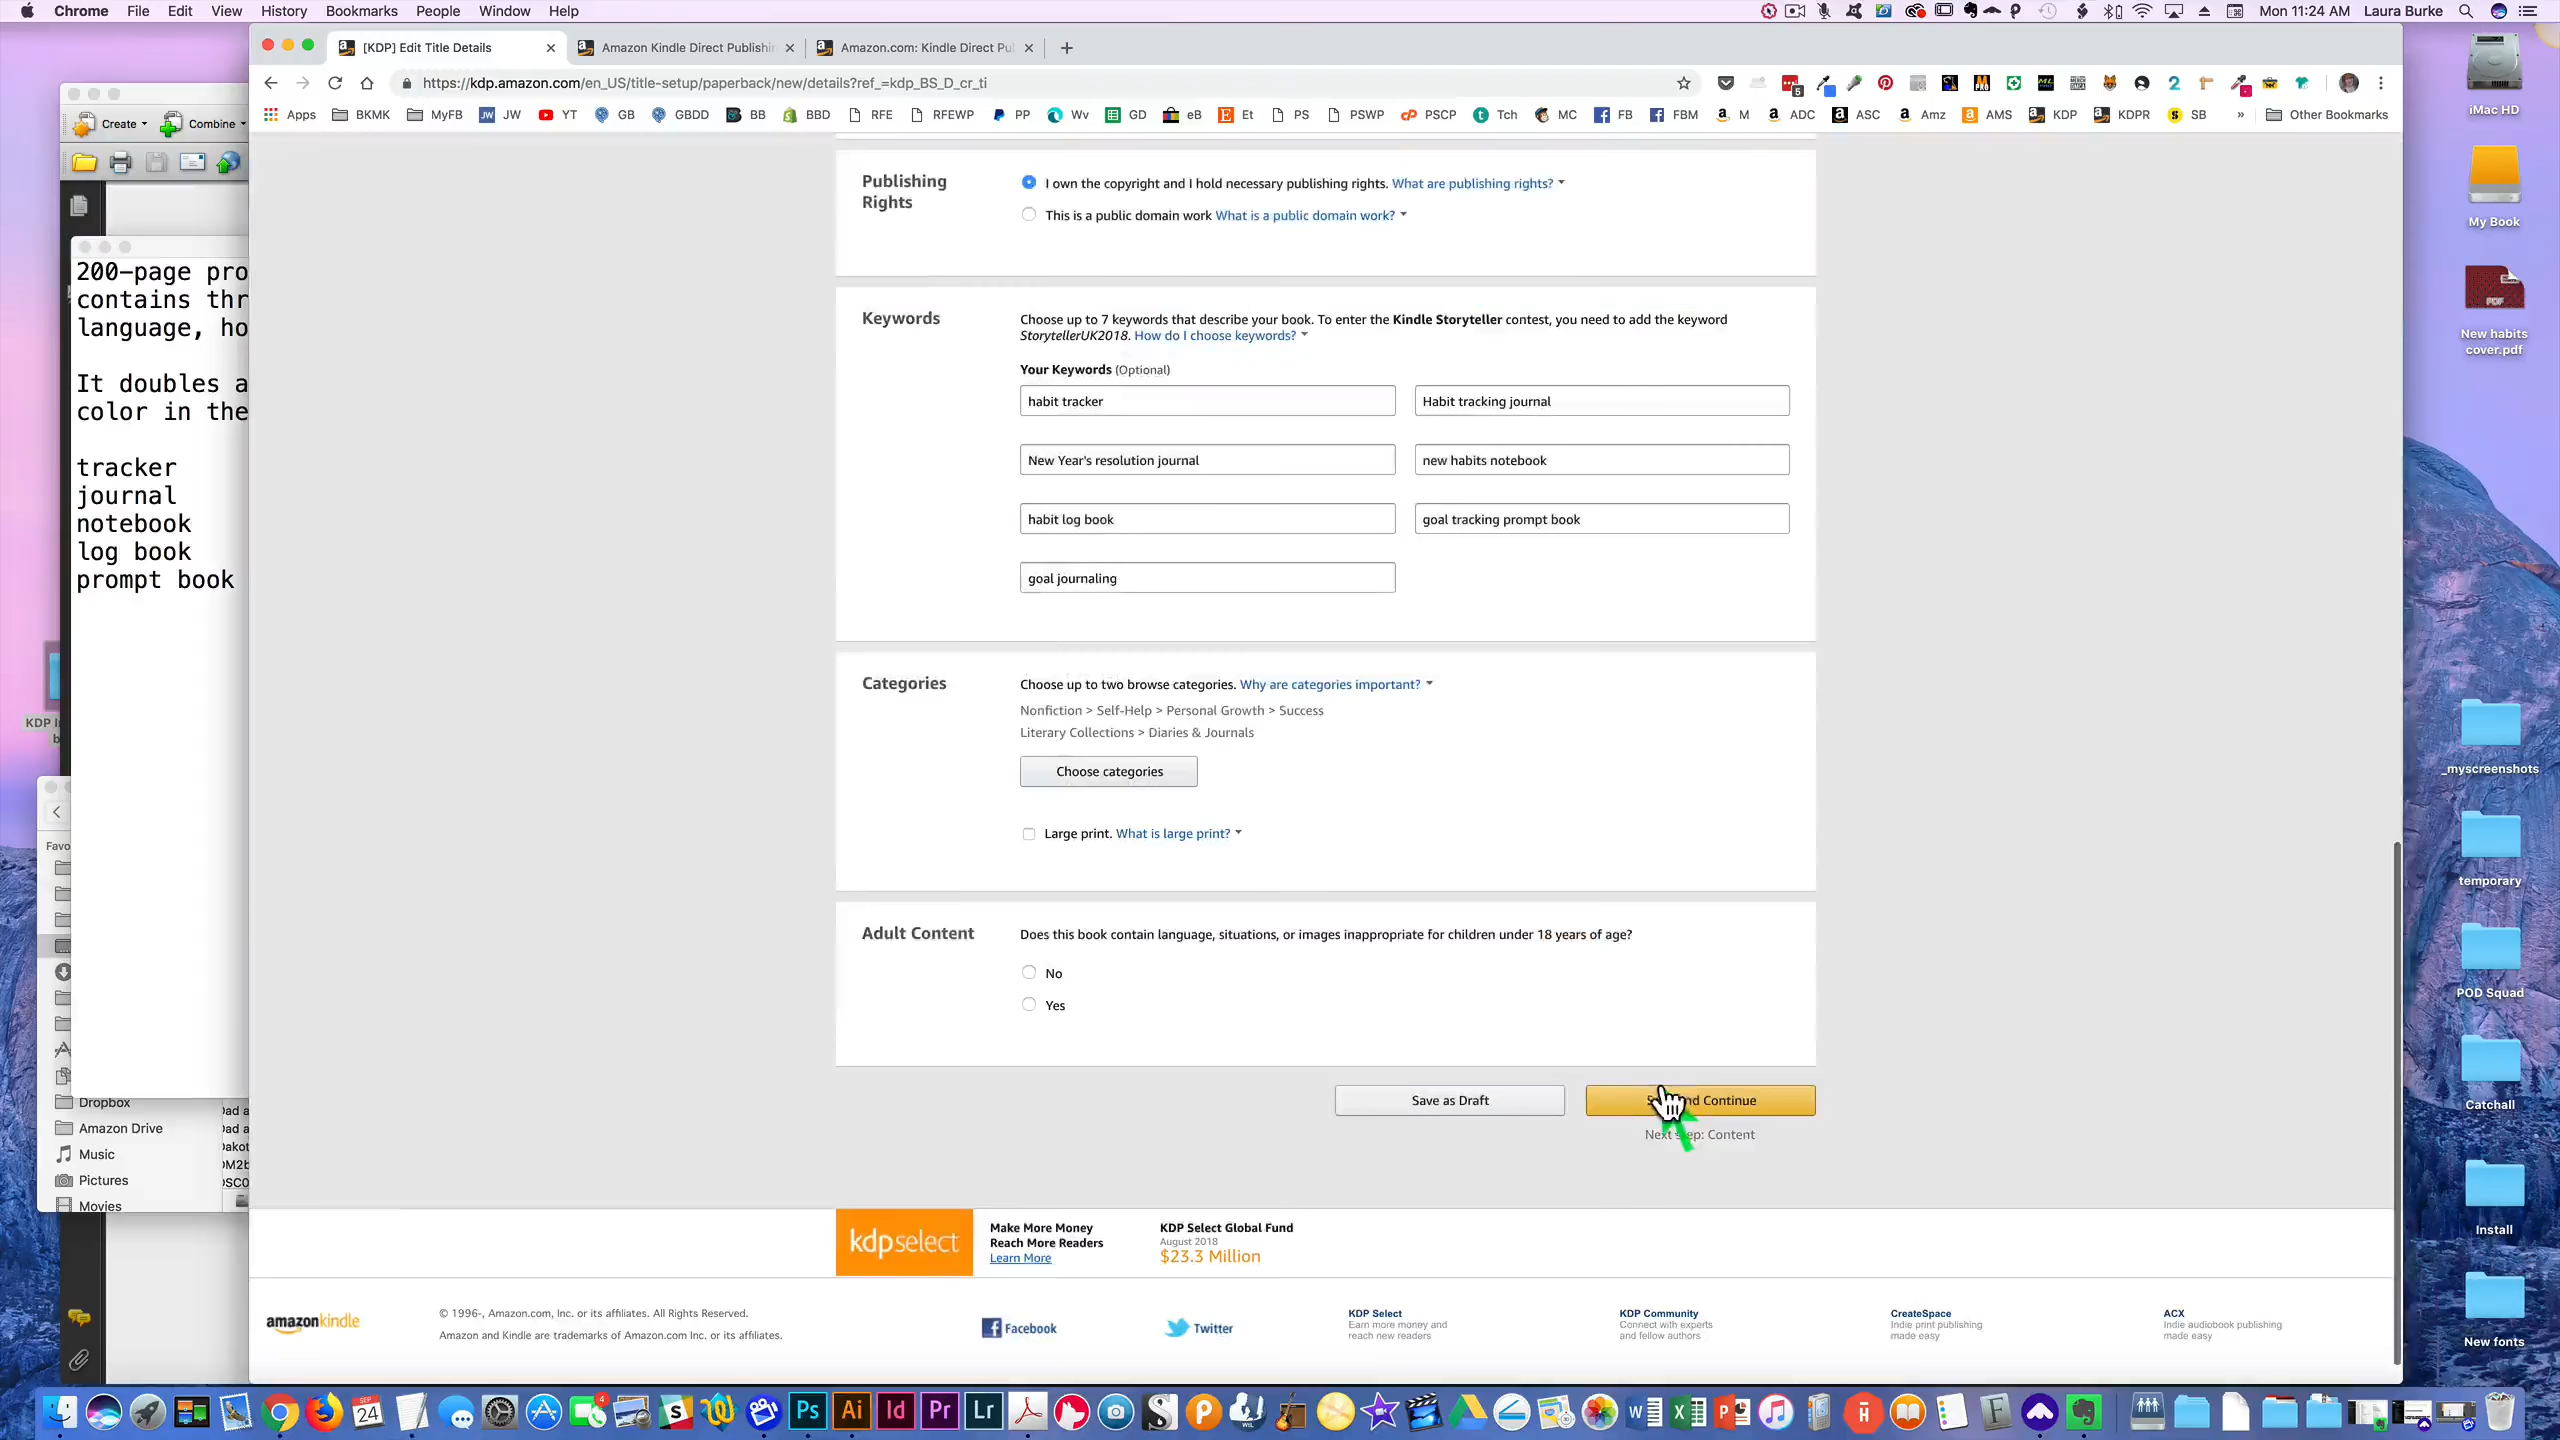 Chrome File Edit View History Bookmarks People Window Help
Mon 11:24 AM Laura Burke
[KDP] Edit Title Details
Amazon Kindle Direct Publishin
Amazon.com: Kindle Direct Pu
https://kdp.amazon.com/en_US/title-setup/paperback/new/details?ref_=kdp_BS_D_cr_ti
Apps BKMK MyFB JW YT GB GBDD BB BBD RFE RFEWP PP Wv GD eB Et PS PSWP PSCP Tch MC FB FBM M ADC ASC Amz AMS KDP KDPR SB » Other Bookmarks
Create Combine
200-page pro
contains thr
language, ho
It doubles a
color in the
tracker
journal
notebook
log book
prompt book
KDP
Favo
Dropbox
Amazon Drive
Music
Pictures
Movies
Publishing
Rights
I own the copyright and I hold necessary publishing rights. What are publishing rights?
This is a public domain work What is a public domain work?
Keywords
Choose up to 7 keywords that describe your book. To enter the Kindle Storyteller contest, you need to add the keyword
StorytellerUK2018. How do I choose keywords?
Your Keywords (Optional)
habit tracker
Habit tracking journal
New Year's resolution journal
new habits notebook
habit log book
goal tracking prompt book
goal journaling
Categories
Choose up to two browse categories. Why are categories important?
Nonfiction > Self-Help > Personal Growth > Success
Literary Collections > Diaries & Journals
Choose categories
Large print. What is large print?
Adult Content
Does this book contain language, situations, or images inappropriate for children under 18 years of age?
No
Yes
Save as Draft
Continue
Next step: Content
kdpselect
Make More Money
Reach More Readers
Learn More
KDP Select Global Fund
August 2018
$23.3 Million
amazonkindle
© 1996-, Amazon.com, Inc. or its affiliates. All Rights Reserved.
Amazon and Kindle are trademarks of Amazon.com Inc. or its affiliates.
Facebook
Twitter
KDP Select
Earn more money and
reach new readers
KDP Community
Connect with experts
and fellow authors
CreateSpace
Indie print publishing
made easy
ACX
Indie audiobook publishing
made easy
iMac HD
My Book
PDF
New habits
cover.pdf
_myscreenshots
temporary
POD Squad
Catchall
Install
New fonts
SEP
24
Ps Ai Id Pr Lr